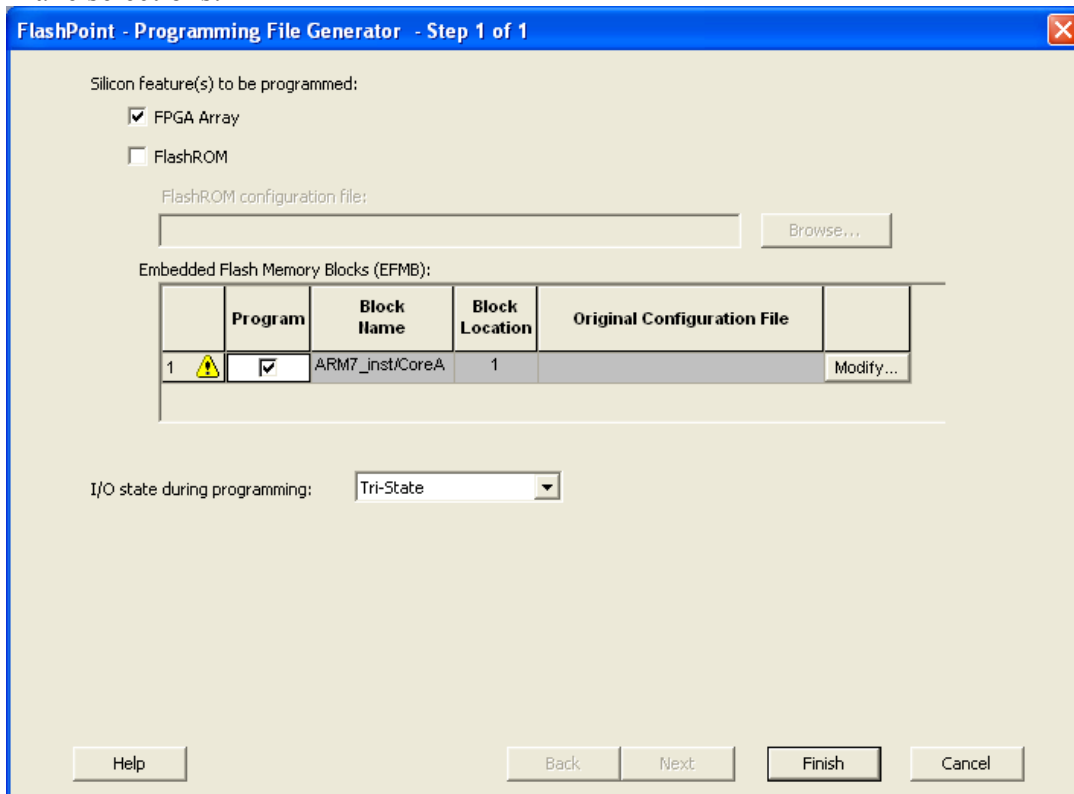 FlashPoint - Programming File Generator - Step 1 of 1
Silicon feature(s) to be programmed:
FPGA Array
FlashROM
FlashROM configuration file:
Browse...
Embedded Flash Memory Blocks (EFMB):
Program Block Name Block Location Original Configuration File
1 ARM7_inst/CoreA 1 Modify...
I/O state during programming: Tri-State
Help Back Next Finish Cancel